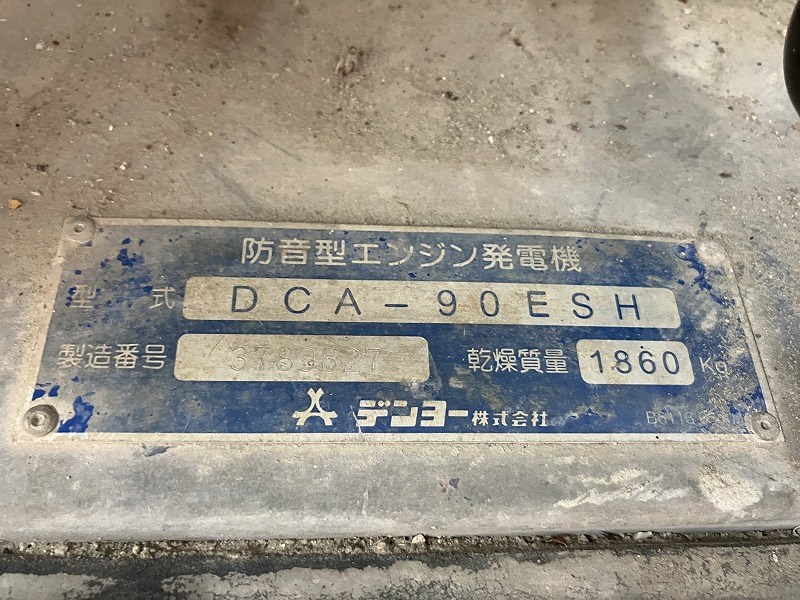 防音型エンジン発電機
型式 DCA-90ESH
製造番号 乾燥質量 1860 Kg
デンヨー株式会社